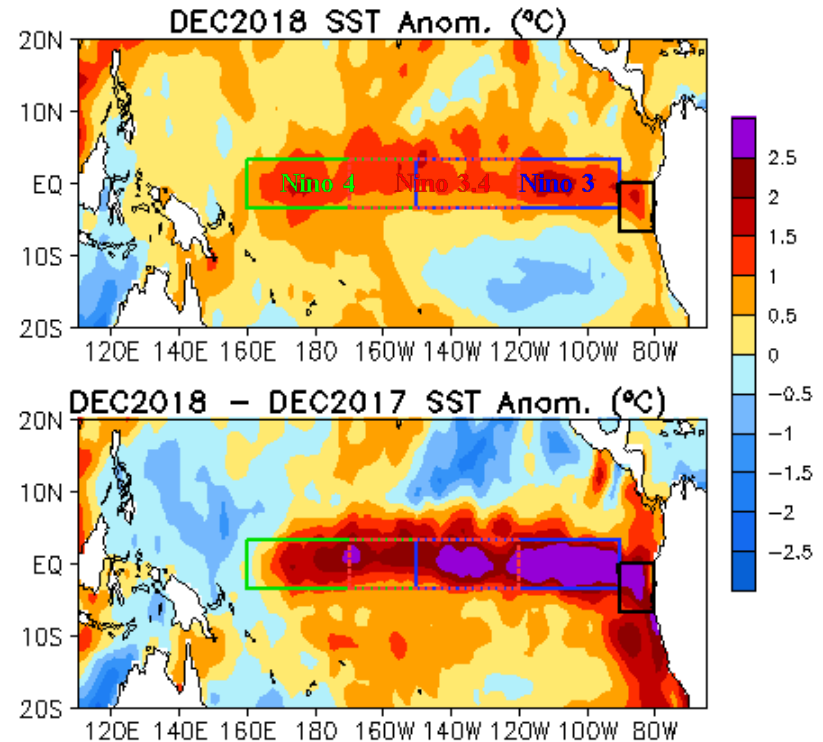 DEC2018 SST Anom. (ºC)
20N
10N
EQ
10S
20S
Nino 4
Nino 3.4
Nino 3
120E 140E 160E 180 160W 140W 120W 100W 80W
DEC2018 – DEC2017 SST Anom. (ºC)
20N
10N
EQ
10S
20S
120E 140E 160E 180 160W 140W 120W 100W 80W
2.5
2
1.5
1
0.5
0
−0.5
−1
−1.5
−2
−2.5